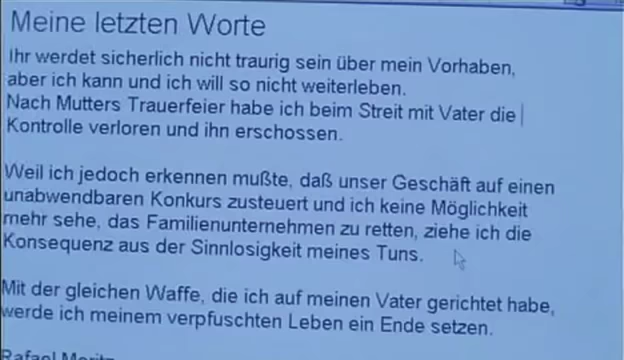 Meine letzten Worte
Ihr werdet sicherlich nicht traurig sein über mein Vorhaben,
aber ich kann und ich will so nicht weiterleben.
Nach Mutters Trauerfeier habe ich beim Streit mit Vater die
Kontrolle verloren und ihn erschossen.
Weil ich jedoch erkennen mußte, daß unser Geschäft auf einen
unabwendbaren Konkurs zusteuert und ich keine Möglichkeit
mehr sehe, das Familienunternehmen zu retten, ziehe ich die
Konsequenz aus der Sinnlosigkeit meines Tuns.
Mit der gleichen Waffe, die ich auf meinen Vater gerichtet habe,
werde ich meinem verpfuschten Leben ein Ende setzen.
Rafael Moritz